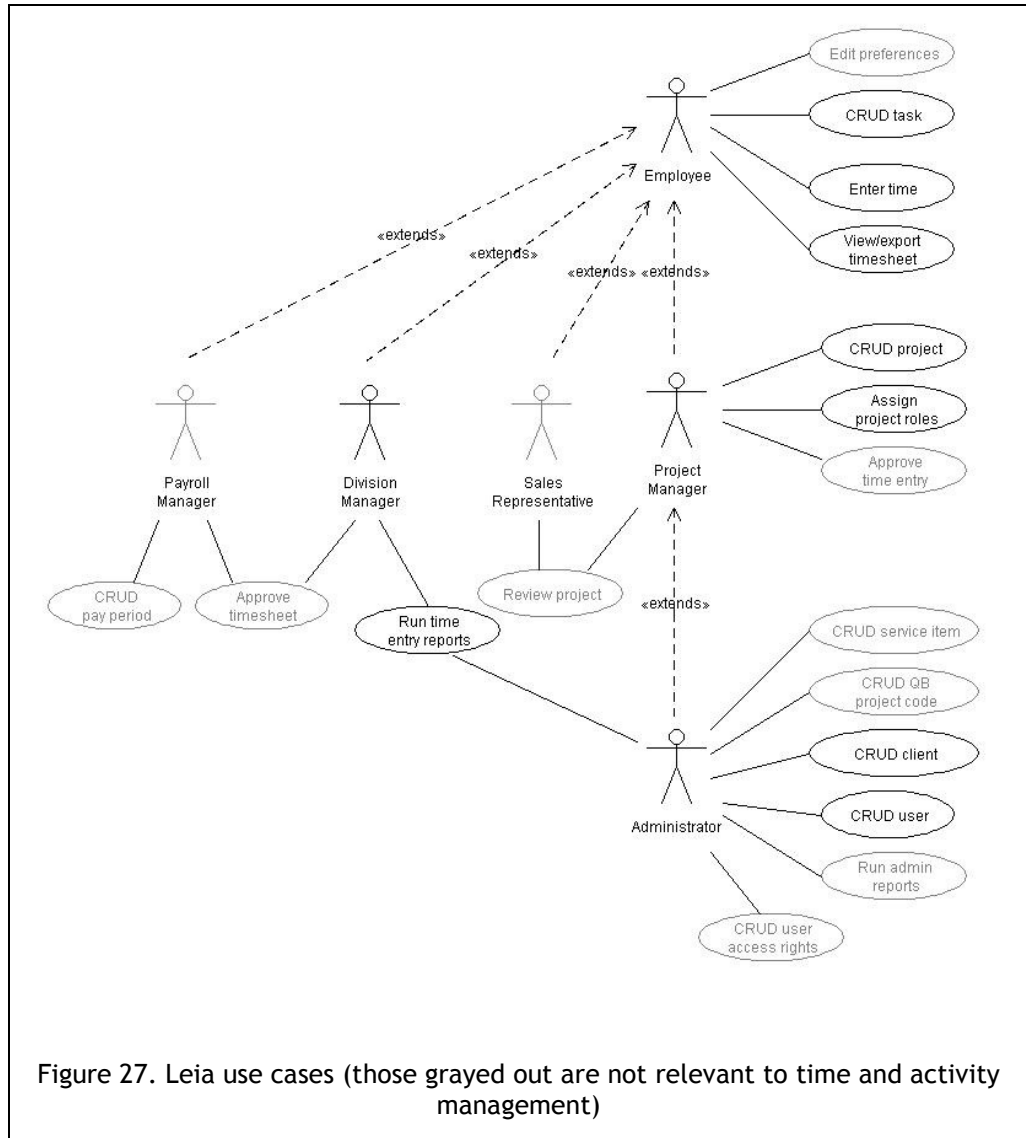 Edit preferences
CRUD task
Employee
Enter time
View/export
timesheet
«extends»
«extends»
«extends»
«extends»
CRUD project
Assign
project roles
Approve
time entry
Payroll
Manager
Division
Manager
Sales
Representative
Project
Manager
CRUD
pay period
Approve
timesheet
Run time
entry reports
Review project
«extends»
CRUD service item
CRUD QB
project code
CRUD client
CRUD user
Administrator
Run admin
reports
CRUD user
access rights
Figure 27. Leia use cases (those grayed out are not relevant to time and activity
management)